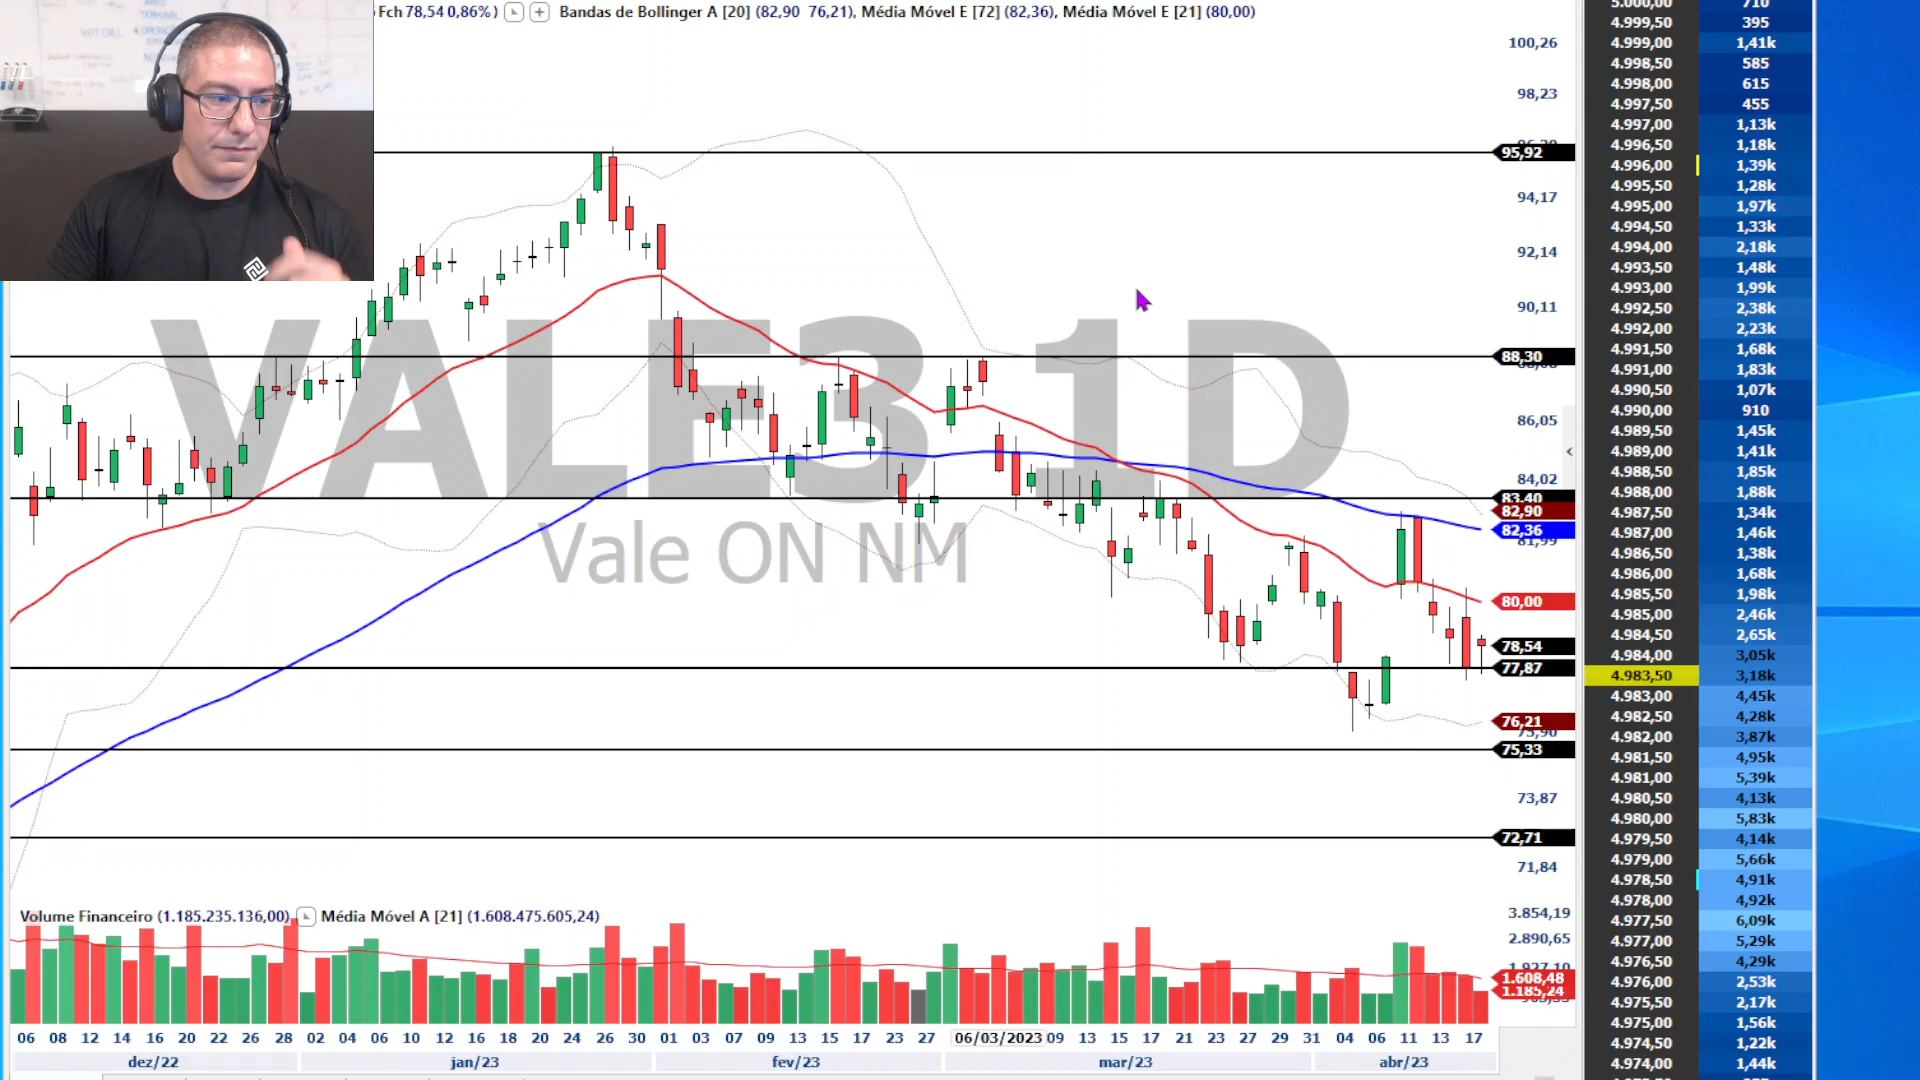 Fch 78,54 0,86% ) Bandas de Bollinger A [20] (82,90 76,21), Média Móvel E [72] (82,36), Média Móvel E [21] (80,00)
100,26
98,23
95,92
94,17
92,14
90,11
88,30
86,05
84,02
83,40
82,90
82,36
81,99
80,00
78,54
77,87
76,21
75,90
75,33
73,87
72,71
71,84
VALE3 1D
Vale ON NM
Volume Financeiro (1.185.235.136,00) Média Móvel A [21] (1.608.475.605,24)
3.854,19
2.890,65
1.927,10
1.608,48
1.185,24
06 08 12 14 16 20 22 26 28 02 04 06 10 12 16 18 20 24 26 30 01 03 07 09 13 15 17 23 27 06/03/2023 09 13 15 17 21 23 27 29 31 04 06 11 13 17
dez/22 jan/23 fev/23 mar/23 abr/23
5.000,00 710
4.999,50 395
4.999,00 1,41k
4.998,50 585
4.998,00 615
4.997,50 455
4.997,00 1,13k
4.996,50 1,18k
4.996,00 1,39k
4.995,50 1,28k
4.995,00 1,97k
4.994,50 1,33k
4.994,00 2,18k
4.993,50 1,48k
4.993,00 1,99k
4.992,50 2,38k
4.992,00 2,23k
4.991,50 1,68k
4.991,00 1,83k
4.990,50 1,07k
4.990,00 910
4.989,50 1,45k
4.989,00 1,41k
4.988,50 1,85k
4.988,00 1,88k
4.987,50 1,34k
4.987,00 1,46k
4.986,50 1,38k
4.986,00 1,68k
4.985,50 1,98k
4.985,00 2,46k
4.984,50 2,65k
4.984,00 3,05k
4.983,50 3,18k
4.983,00 4,45k
4.982,50 4,28k
4.982,00 3,87k
4.981,50 4,95k
4.981,00 5,39k
4.980,50 4,13k
4.980,00 5,83k
4.979,50 4,14k
4.979,00 5,66k
4.978,50 4,91k
4.978,00 4,92k
4.977,50 6,09k
4.977,00 5,29k
4.976,50 4,29k
4.976,00 2,53k
4.975,50 2,17k
4.975,00 1,56k
4.974,50 1,22k
4.974,00 1,44k